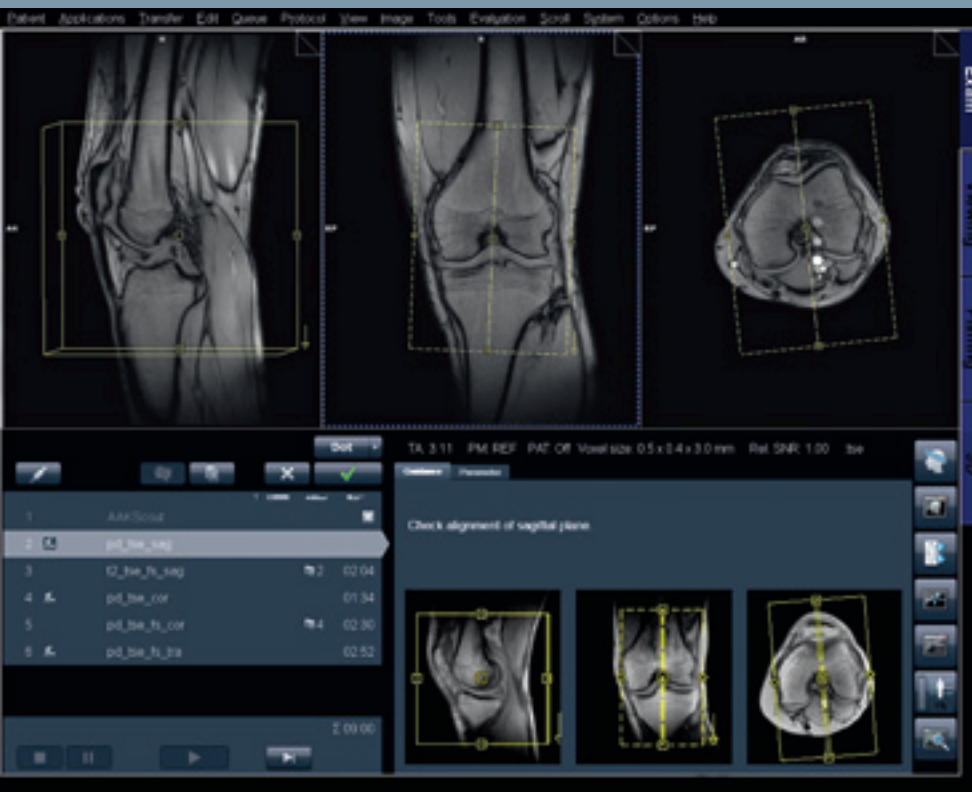 Patient Applications Transfer Edit Queue Protocol View Image Tools Evaluation Scroll System Options Help
Dot
TA: 3:11 PM: REF PAT: Off Voxel size: 0.5 x 0.4 x 3.0 mm Rel. SNR: 1.00 :tse
Guidance Parameter
1 AAKScout
Check alignment of sagittal plane.
2 pd_tse_sag
3 t2_tse_fs_sag 2 02:04
4 pd_tse_cor 01:34
5 pd_tse_fs_cor 4 02:30
6 pd_tse_fs_tra 02:52
Σ 00:00